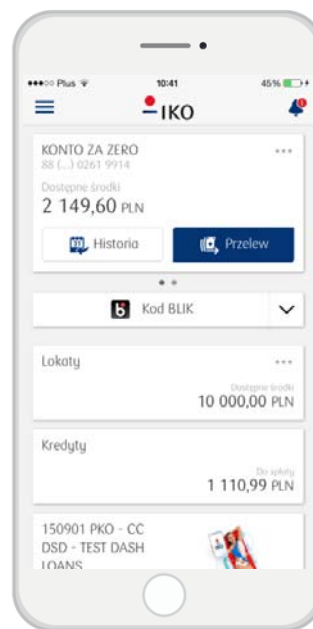 Plus 10:41 45%
IKO
KONTO ZA ZERO
88 (...) 0261 9914
Dostępne środki
2 149,60 PLN
Historia Przelew
Kod BLIK
Lokaty
Dostępne środki
10 000,00 PLN
Kredyty
Do spłaty
1 110,99 PLN
150901 PKO - CC
DSD - TEST DASH
LOANS